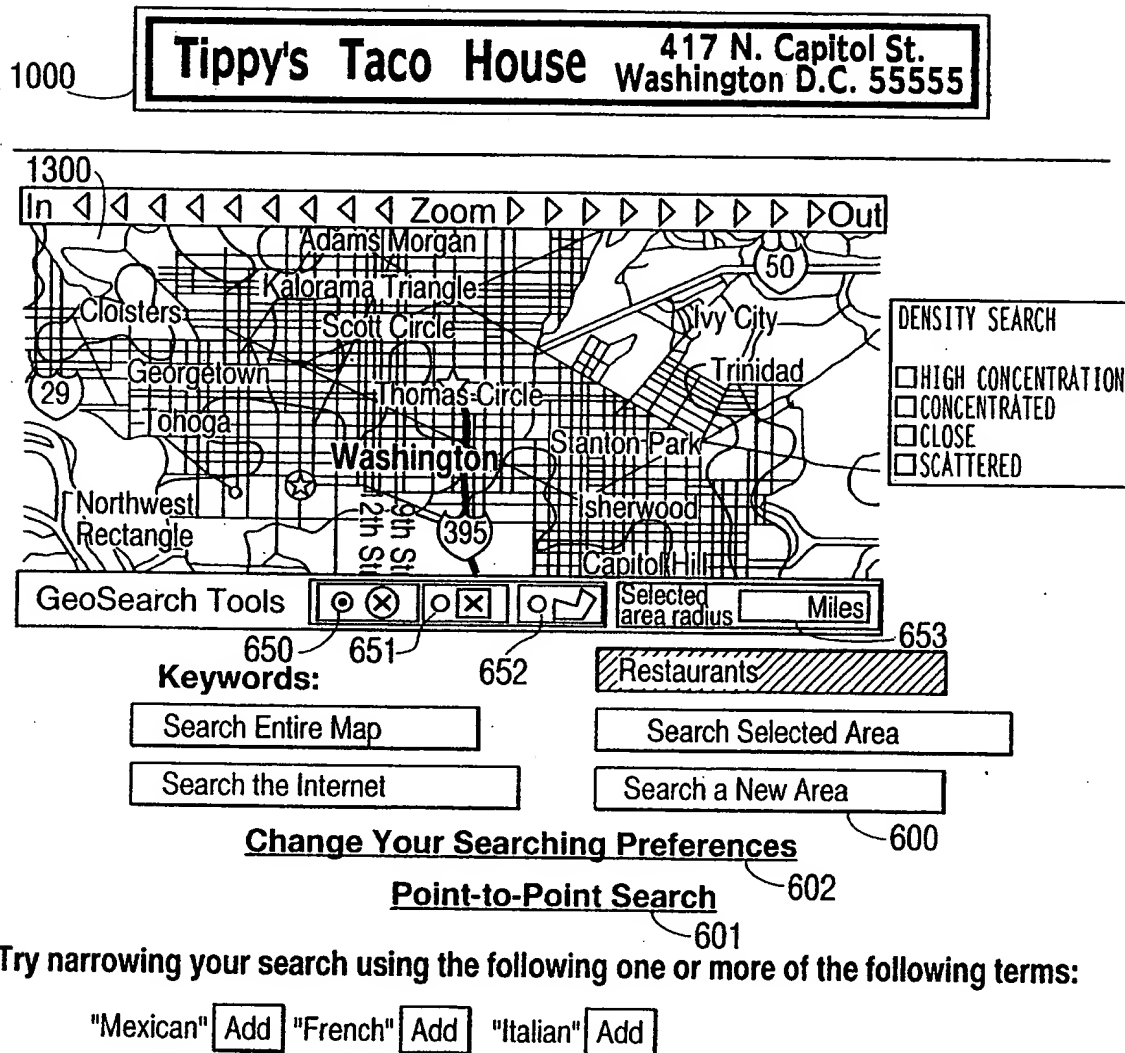 Tippy's Taco House
417 N. Capitol St.
Washington D.C. 55555
1000
1300
In Zoom Out
Adams Morgan
50
Kalorama Triangle
Cloisters
Scott Circle
Ivy City
DENSITY SEARCH
Georgetown
Trinidad
HIGH CONCENTRATION
29
Thomas Circle
CONCENTRATED
Tohoga
Stanton Park
CLOSE
Washington
SCATTERED
Northwest
Rectangle
12th St
9th St
395
Isherwood
Capitol Hill
GeoSearch Tools
Selected
area radius
Miles
650
651
652
653
Keywords:
Restaurants
Search Entire Map
Search Selected Area
Search the Internet
Search a New Area
600
Change Your Searching Preferences
602
Point-to-Point Search
601
Try narrowing your search using the following one or more of the following terms:
"Mexican" Add "French" Add "Italian" Add